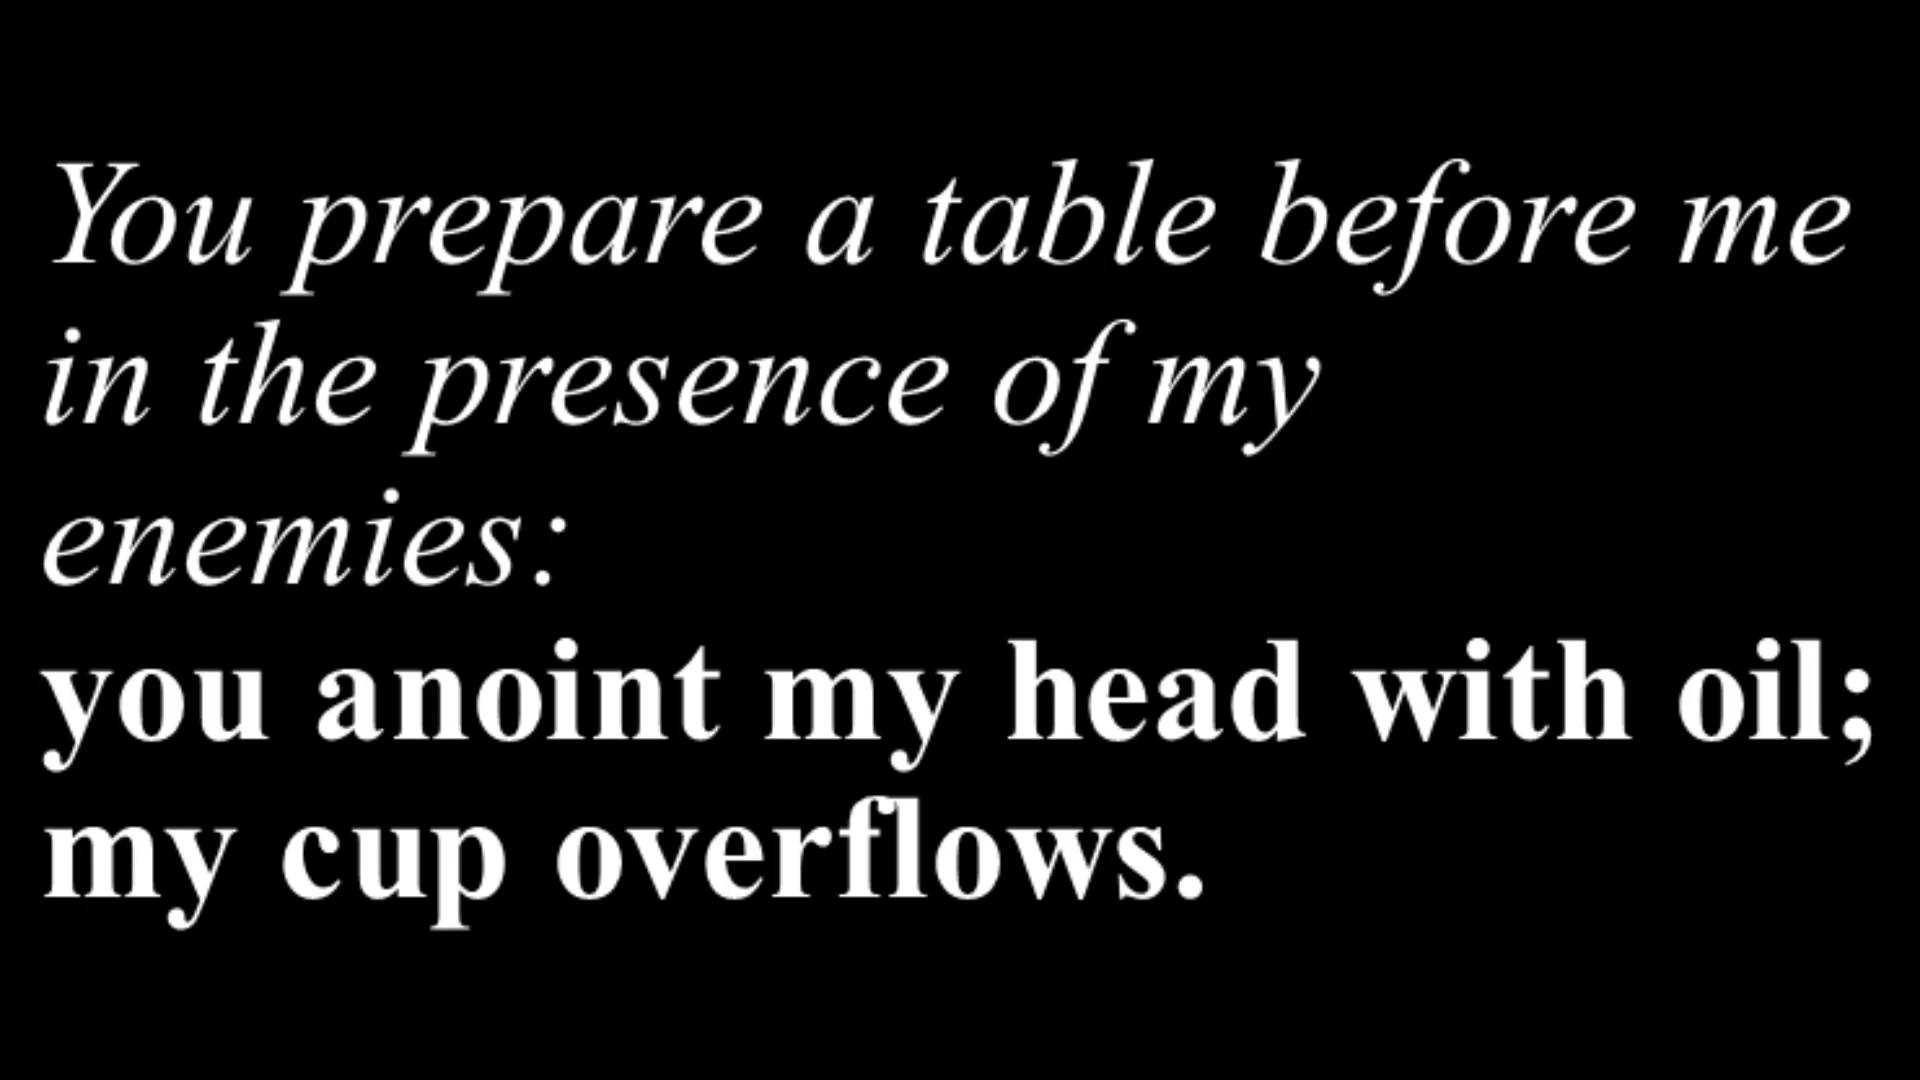 You prepare a table before me
in the presence of my
enemies:
you anoint my head with oil;
my cup overflows.